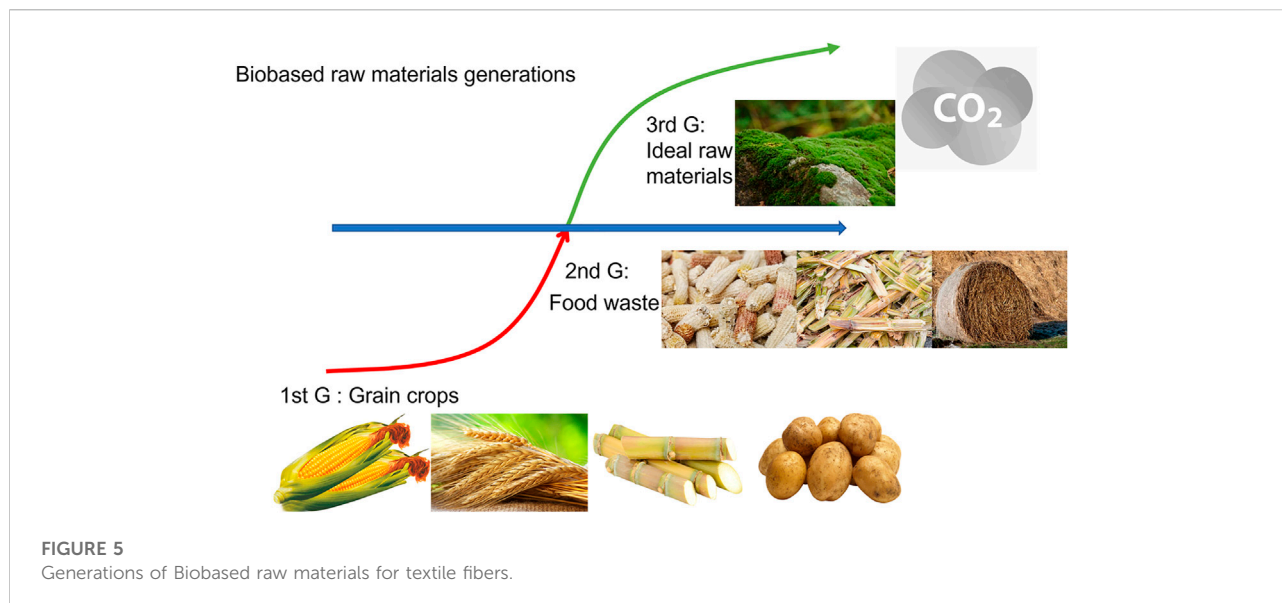 Biobased raw materials generations
CO2
3rd G:
Ideal raw
materials
2nd G:
Food waste
1st G : Grain crops
FIGURE 5
Generations of Biobased raw materials for textile fibers.